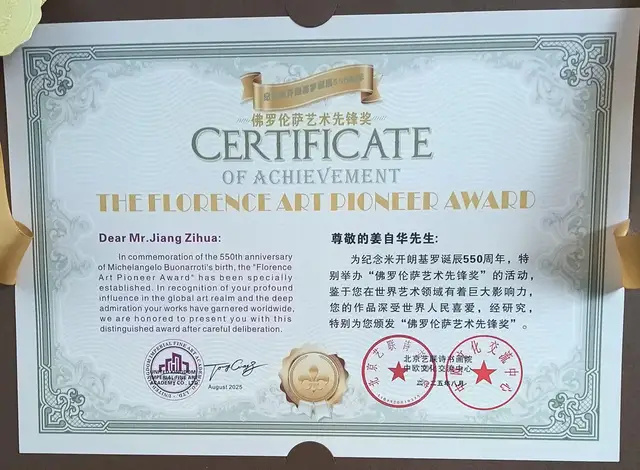 佛罗伦萨艺术先锋奖
CERTIFICATE
OF ACHIEVEMENT
THE FLORENCE ART PIONEER AWARD
Dear Mr.Jiang Zihua:
In commemoration of the 550th anniversary
of Michelangelo Buonarroti's birth, the "Florence
Art Pioneer Award" has been specially
established. In recognition of your profound
influence in the global art realm and the deep
admiration your works have garnered worldwide,
we are honored to present you with this
distinguished award after careful deliberation.
August 2025
尊敬的姜自华先生:
为纪念米开朗基罗诞辰550周年，特
别举办“佛罗伦萨艺术先锋奖”的活动，
鉴于您在世界艺术领域有着巨大影响力，
您的作品深受世界人民喜爱，经研究，
特别为您颁发“佛罗伦萨艺术先锋奖”。
北京艺联诗书画院
中欧文化交流中心
二〇二五年八月